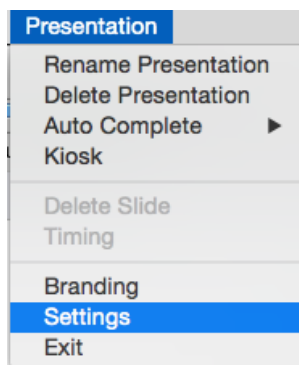 Presentation
Rename Presentation
Delete Presentation
Auto Complete
Kiosk
Delete Slide
Timing
Branding
Settings
Exit